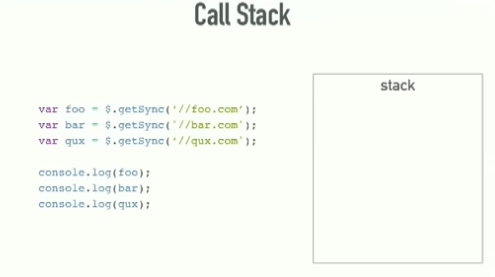 Call Stack
var foo = $.getSync('//foo.com');
var bar = $.getSync('//bar.com');
var qux = $.getSync('//qux.com');
console.log(foo);
console.log(bar);
console.log(qux);
stack